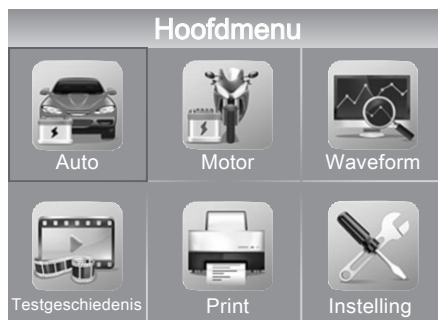 Hoofdmenu
Auto
Motor
Waveform
Testgeschiedenis
Print
Instelling